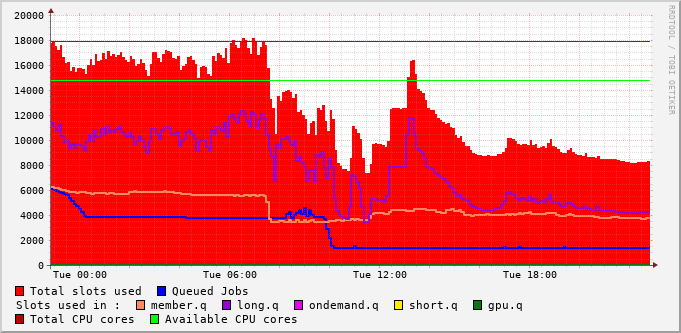 20000
18000
16000
14000
12000
10000
8000
6000
4000
2000
0
Tue 00:00 Tue 06:00 Tue 12:00 Tue 18:00
RRDTOOL / TOBI OETIKER
Total slots used Queued Jobs
Slots used in : member.q long.q ondemand.q short.q gpu.q
Total CPU cores Available CPU cores